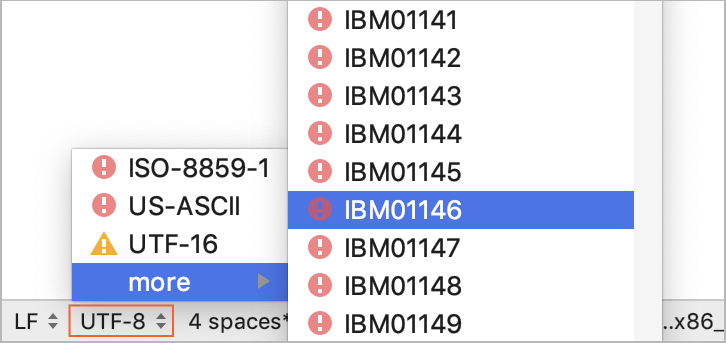 IBM01141
IBM01142
IBM01143
IBM01144
IBM01145
IBM01146
IBM01147
IBM01148
IBM01149
ISO-8859-1
US-ASCII
UTF-16
more
LF UTF-8 4 spaces* ..x86_